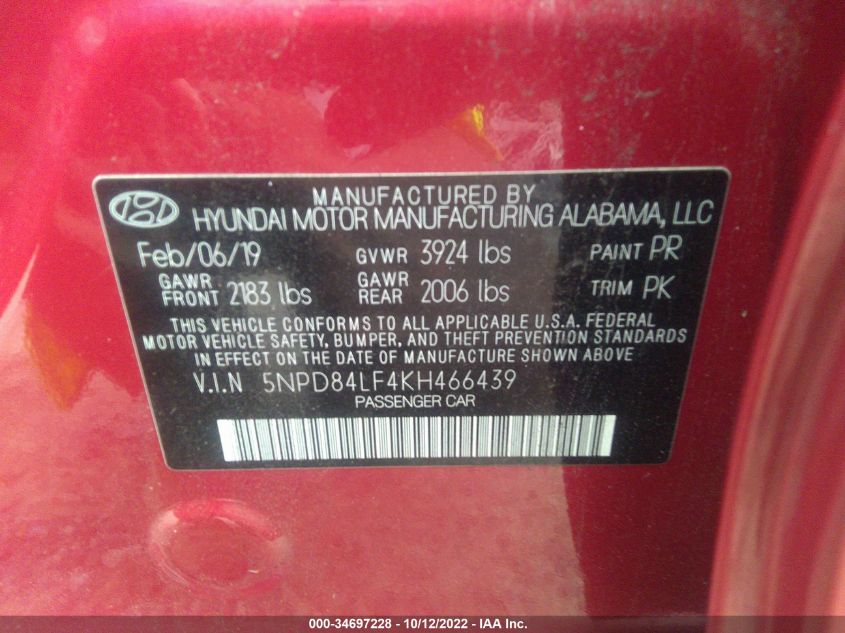 MANUFACTURED BY
HYUNDAI MOTOR MANUFACTURING ALABAMA, LLC
Feb/06/19 GVWR 3924 lbs PAINT PR
GAWR FRONT 2183 lbs GAWR REAR 2006 lbs TRIM PK
THIS VEHICLE CONFORMS TO ALL APPLICABLE U.S.A. FEDERAL
MOTOR VEHICLE SAFETY, BUMPER, AND THEFT PREVENTION STANDARDS
IN EFFECT ON THE DATE OF MANUFACTURE SHOWN ABOVE
V.I.N 5NPD84LF4KH466439
PASSENGER CAR
000-34697228 - 10/12/2022 - IAA Inc.